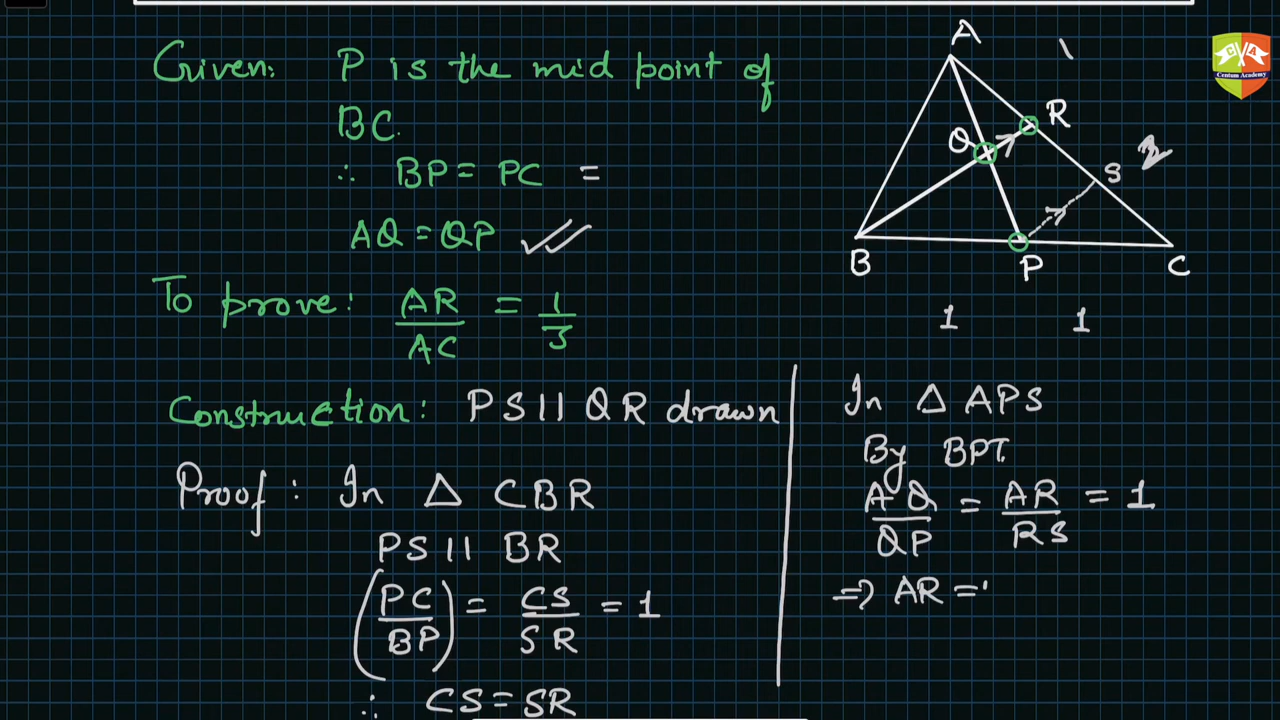 Given: P is the mid point of
BC.
∴ BP = PC =
AQ = QP
To prove: AR/AC = 1/3
Construction: PS || QR drawn
Proof: In Δ CBR
PS || BR
(PC/BP) = CS/SR = 1
∴ CS = SR
A
R
Q
S
B
P
C
1
1
In Δ APS
By BPT.
AQ/QP = AR/RS = 1
=> AR =
C A
Centum Academy